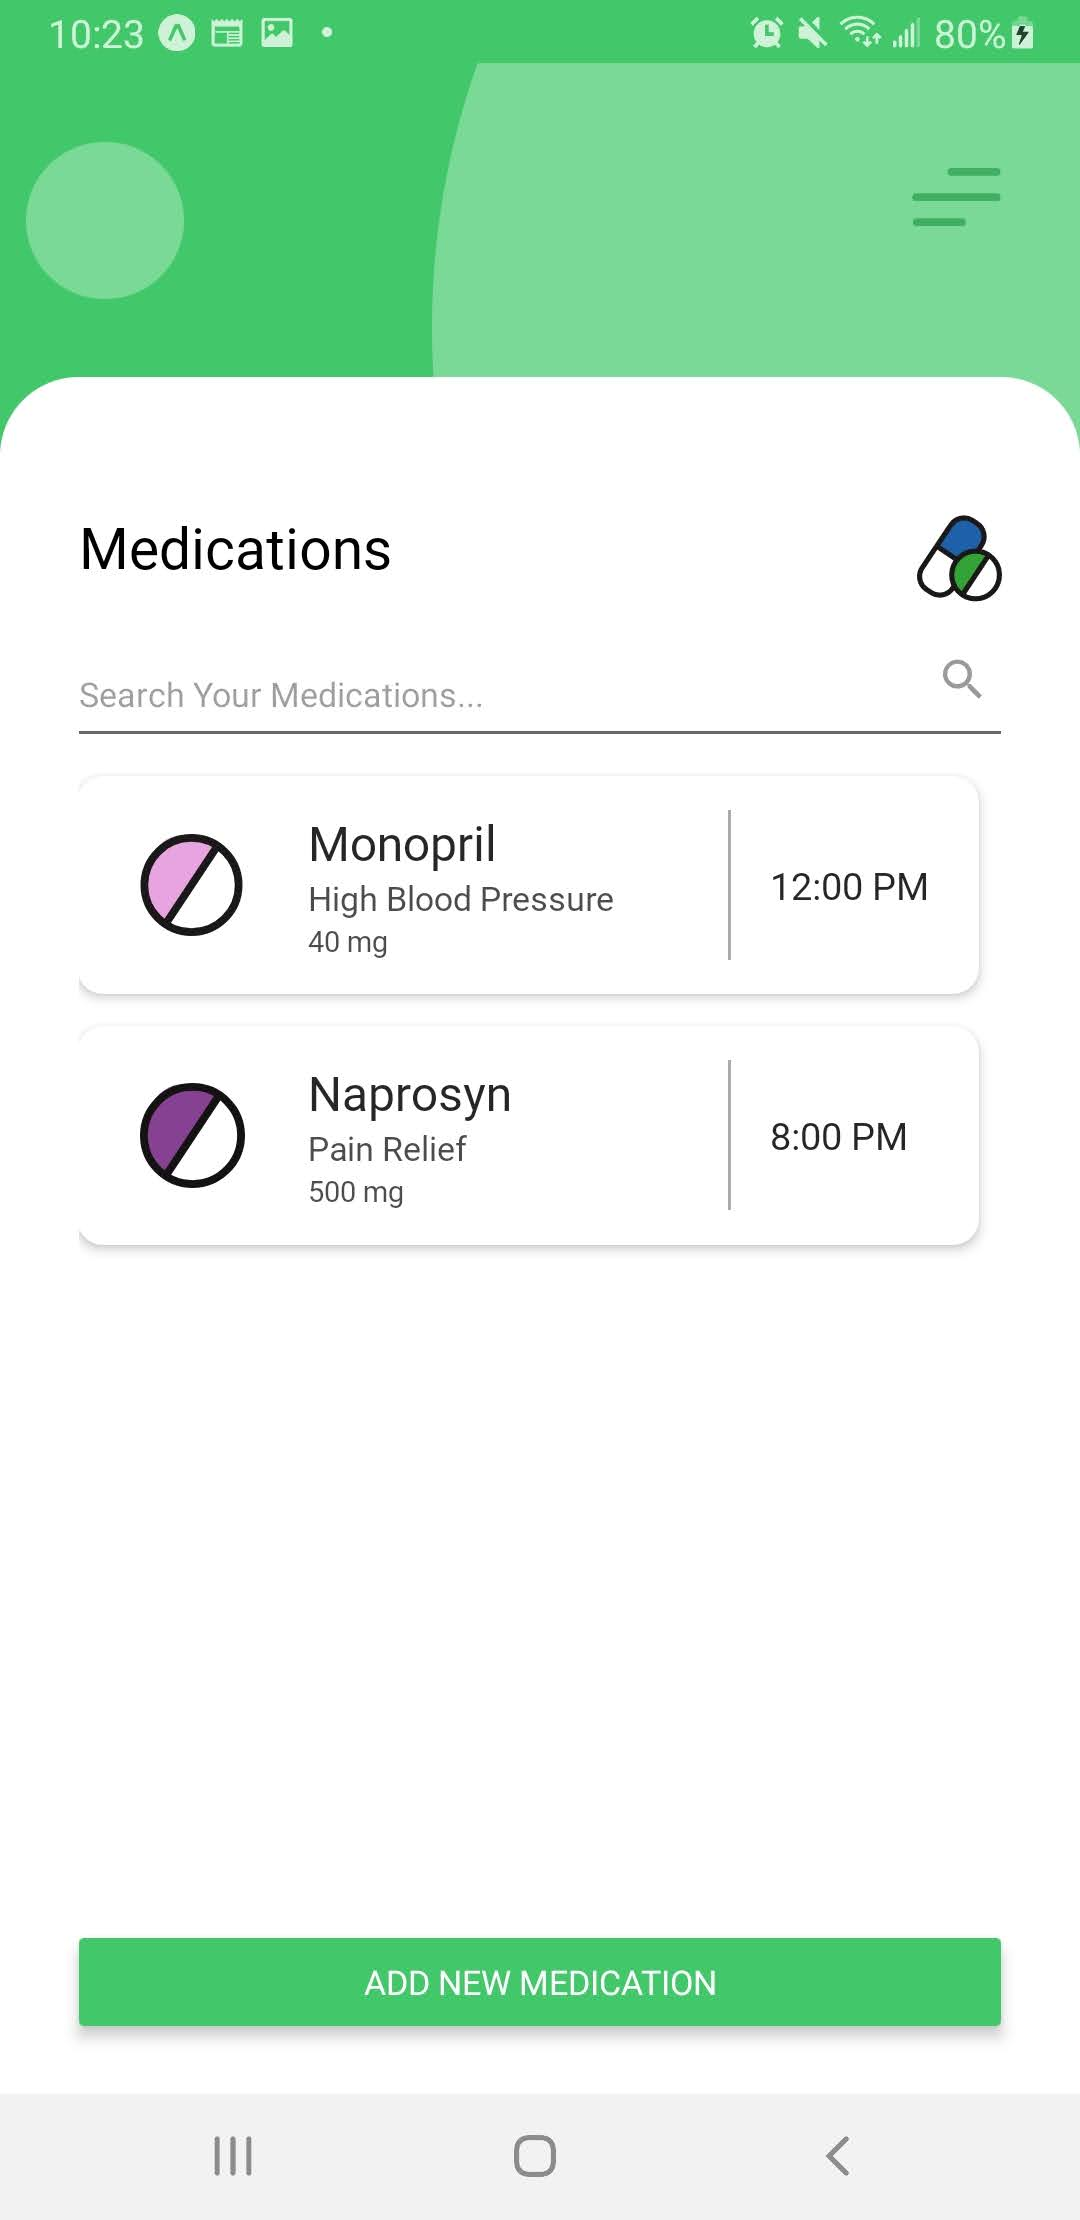 10:23
80%
Medications
Search Your Medications...
Monopril
High Blood Pressure
40 mg
12:00 PM
Naprosyn
Pain Relief
500 mg
8:00 PM
ADD NEW MEDICATION